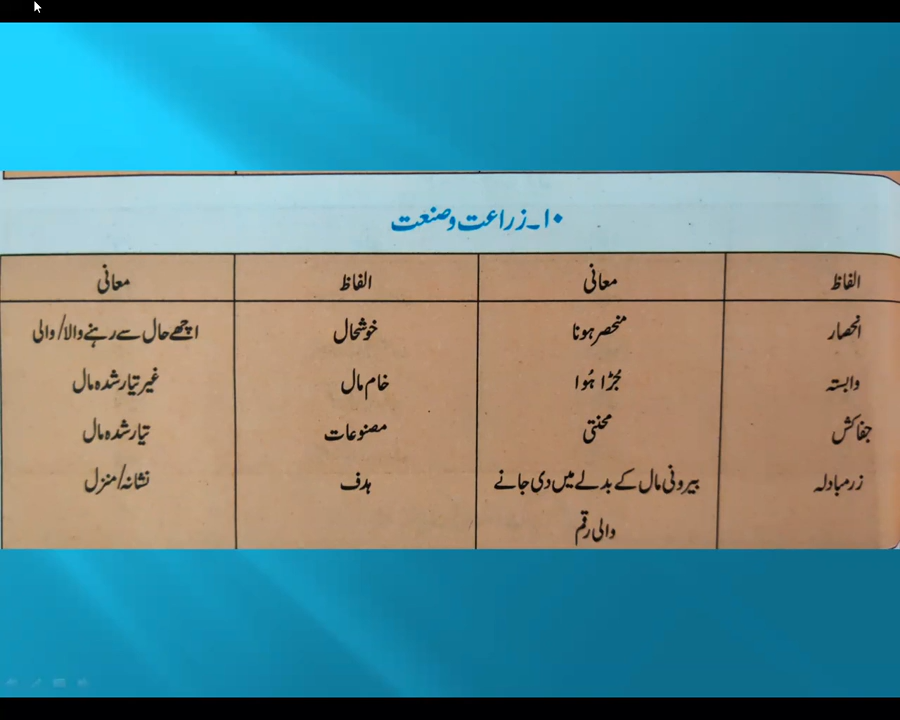 ۱۰۔زراعت و صنعت
الفاظ معانی الفاظ معانی
انحصار منحصر ہونا خوشحال اچھے حال سے رہنے والا/والی
وابستہ جُڑا ہُوا خام مال غیر تیار شدہ مال
جفاکش محنتی مصنوعات تیار شدہ مال
زرمبادلہ بیرونی مال کے بدلے میں دی جانے ہدف نشانہ/منزل
والی رقم